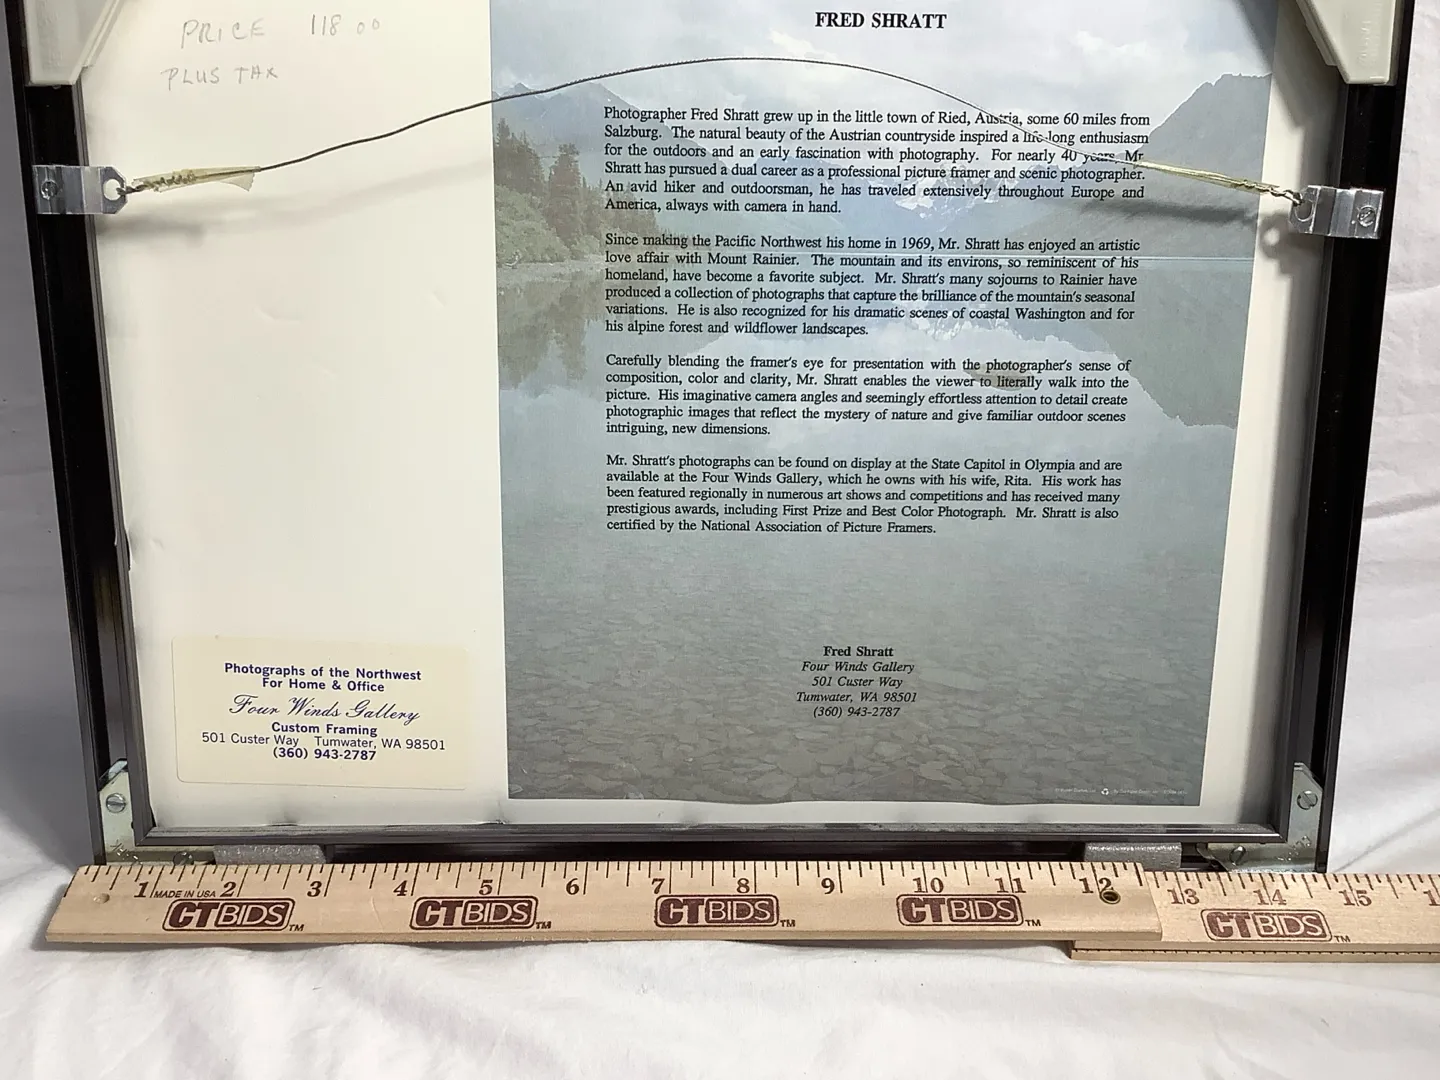 PRICE 118 00
PLUS TAX
FRED SHRATT
Photographer Fred Shratt grew up in the little town of Ried, Austria, some 60 miles from
Salzburg. The natural beauty of the Austrian countryside inspired a life-long enthusiasm
for the outdoors and an early fascination with photography. For nearly 40 years, Mr
Shratt has pursued a dual career as a professional picture framer and scenic photographer.
An avid hiker and outdoorsman, he has traveled extensively throughout Europe and
America, always with camera in hand.
Since making the Pacific Northwest his home in 1969, Mr. Shratt has enjoyed an artistic
love affair with Mount Rainier. The mountain and its environs, so reminiscent of his
homeland, have become a favorite subject. Mr. Shratt's many sojourns to Rainier have
produced a collection of photographs that capture the brilliance of the mountain's seasonal
variations. He is also recognized for his dramatic scenes of coastal Washington and for
his alpine forest and wildflower landscapes.
Carefully blending the framer's eye for presentation with the photographer's sense of
composition, color and clarity, Mr. Shratt enables the viewer to literally walk into the
picture. His imaginative camera angles and seemingly effortless attention to detail create
photographic images that reflect the mystery of nature and give familiar outdoor scenes
intriguing, new dimensions.
Mr. Shratt's photographs can be found on display at the State Capitol in Olympia and are
available at the Four Winds Gallery, which he owns with his wife, Rita. His work has
been featured regionally in numerous art shows and competitions and has received many
prestigious awards, including First Prize and Best Color Photograph. Mr. Shratt is also
certified by the National Association of Picture Framers.
Fred Shratt
Four Winds Gallery
501 Custer Way
Tumwater, WA 98501
(360) 943-2787
Photographs of the Northwest
For Home & Office
Four Winds Gallery
Custom Framing
501 Custer Way Tumwater, WA 98501
(360) 943-2787
1 MADE IN USA 2 3 4 5 6 7 8 9 10 11 12 13 14 15
CTBIDS TM CTBIDS TM CTBIDS TM CTBIDS TM CTBIDS TM